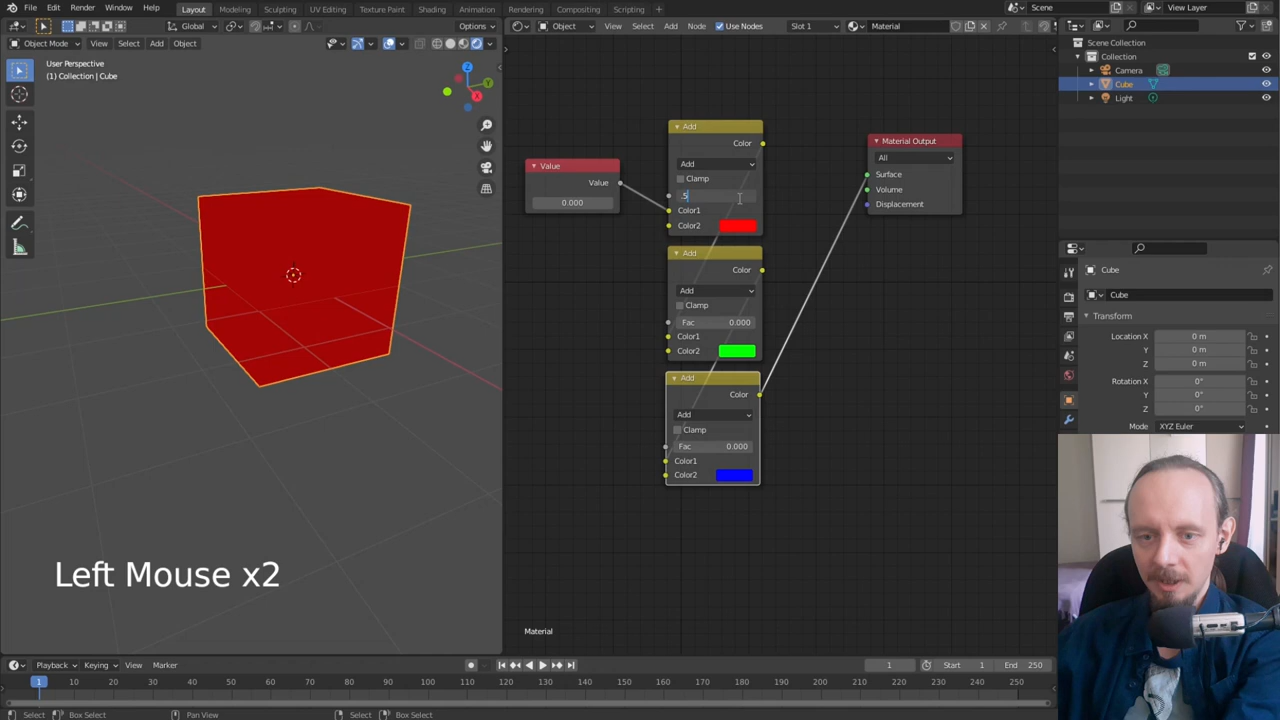 File Edit Render Window Help Layout Modeling Sculpting UV Editing Texture Paint Shading Animation Rendering Compositing Scripting + Scene View Layer
Global Options
Object View Select Add Node Use Nodes Slot 1 Material
Object Mode View Select Add Object
User Perspective
(1) Collection | Cube
Z
Y
X
Value
Value
0.000
Add
Color
Add
Clamp
.5
Color1
Color2
Add
Color
Add
Clamp
Fac 0.000
Color1
Color2
Add
Color
Add
Clamp
Fac 0.000
Color1
Color2
Material Output
All
Surface
Volume
Displacement
Material
Left Mouse x2
Scene Collection
Collection
Camera
Cube
Light
Cube
Cube
Transform
Location X 0 m
Y 0 m
Z 0 m
Rotation X 0°
Y 0°
Z 0°
Mode XYZ Euler
Playback Keying View Marker 1 Start 1 End 250
1 10 20 30 40 50 60 70 80 90 100 110 120 130 140 150 160 170 180 190 200 210 220 230 240 250
Select Box Select Pan View Select Box Select